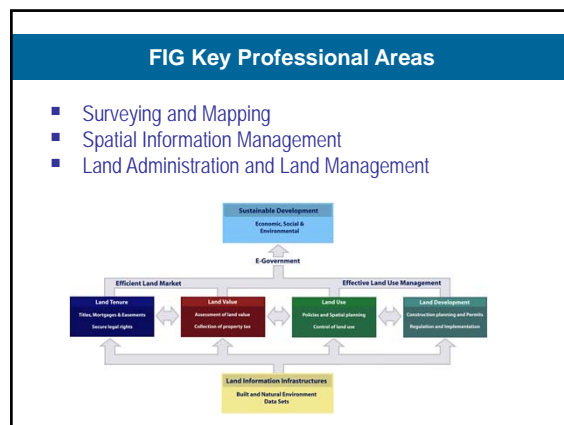 FIG Key Professional Areas
Surveying and Mapping
Spatial Information Management
Land Administration and Land Management
Sustainable Development
Economic, Social &
Environmental
E-Government
Efficient Land Market
Effective Land Use Management
Land Tenure
Titles, Mortgages & Easements
Secure legal rights
Land Value
Assessment of land value
Collection of property tax
Land Use
Policies and Spatial planning
Control of land use
Land Development
Construction planning and Permits
Regulation and Implementation
Land Information Infrastructures
Built and Natural Environment
Data Sets